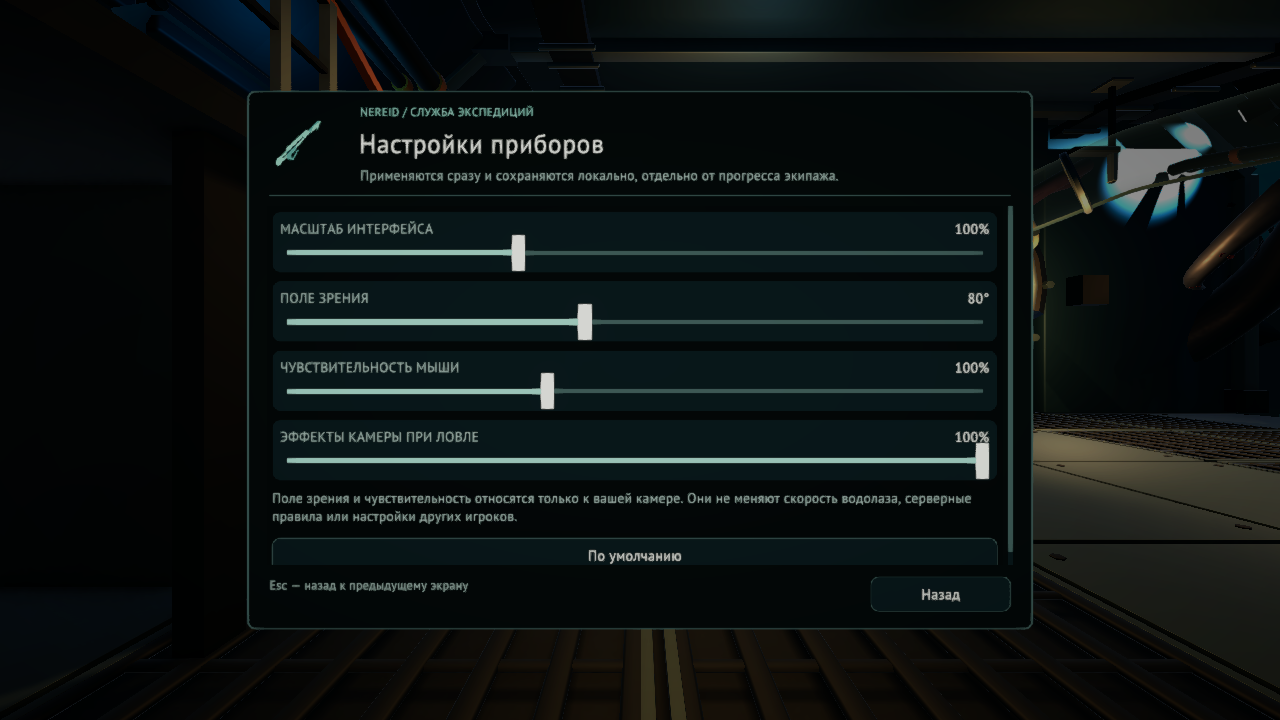 NEREID / СЛУЖБА ЭКСПЕДИЦИЙ
Настройки приборов
Применяются сразу и сохраняются локально, отдельно от прогресса экипажа.
МАСШТАБ ИНТЕРФЕЙСА 100%
ПОЛЕ ЗРЕНИЯ 80°
ЧУВСТВИТЕЛЬНОСТЬ МЫШИ 100%
ЭФФЕКТЫ КАМЕРЫ ПРИ ЛОВЛЕ 100%
Поле зрения и чувствительность относятся только к вашей камере. Они не меняют скорость водолаза, серверные
правила или настройки других игроков.
По умолчанию
Esc — назад к предыдущему экрану
Назад